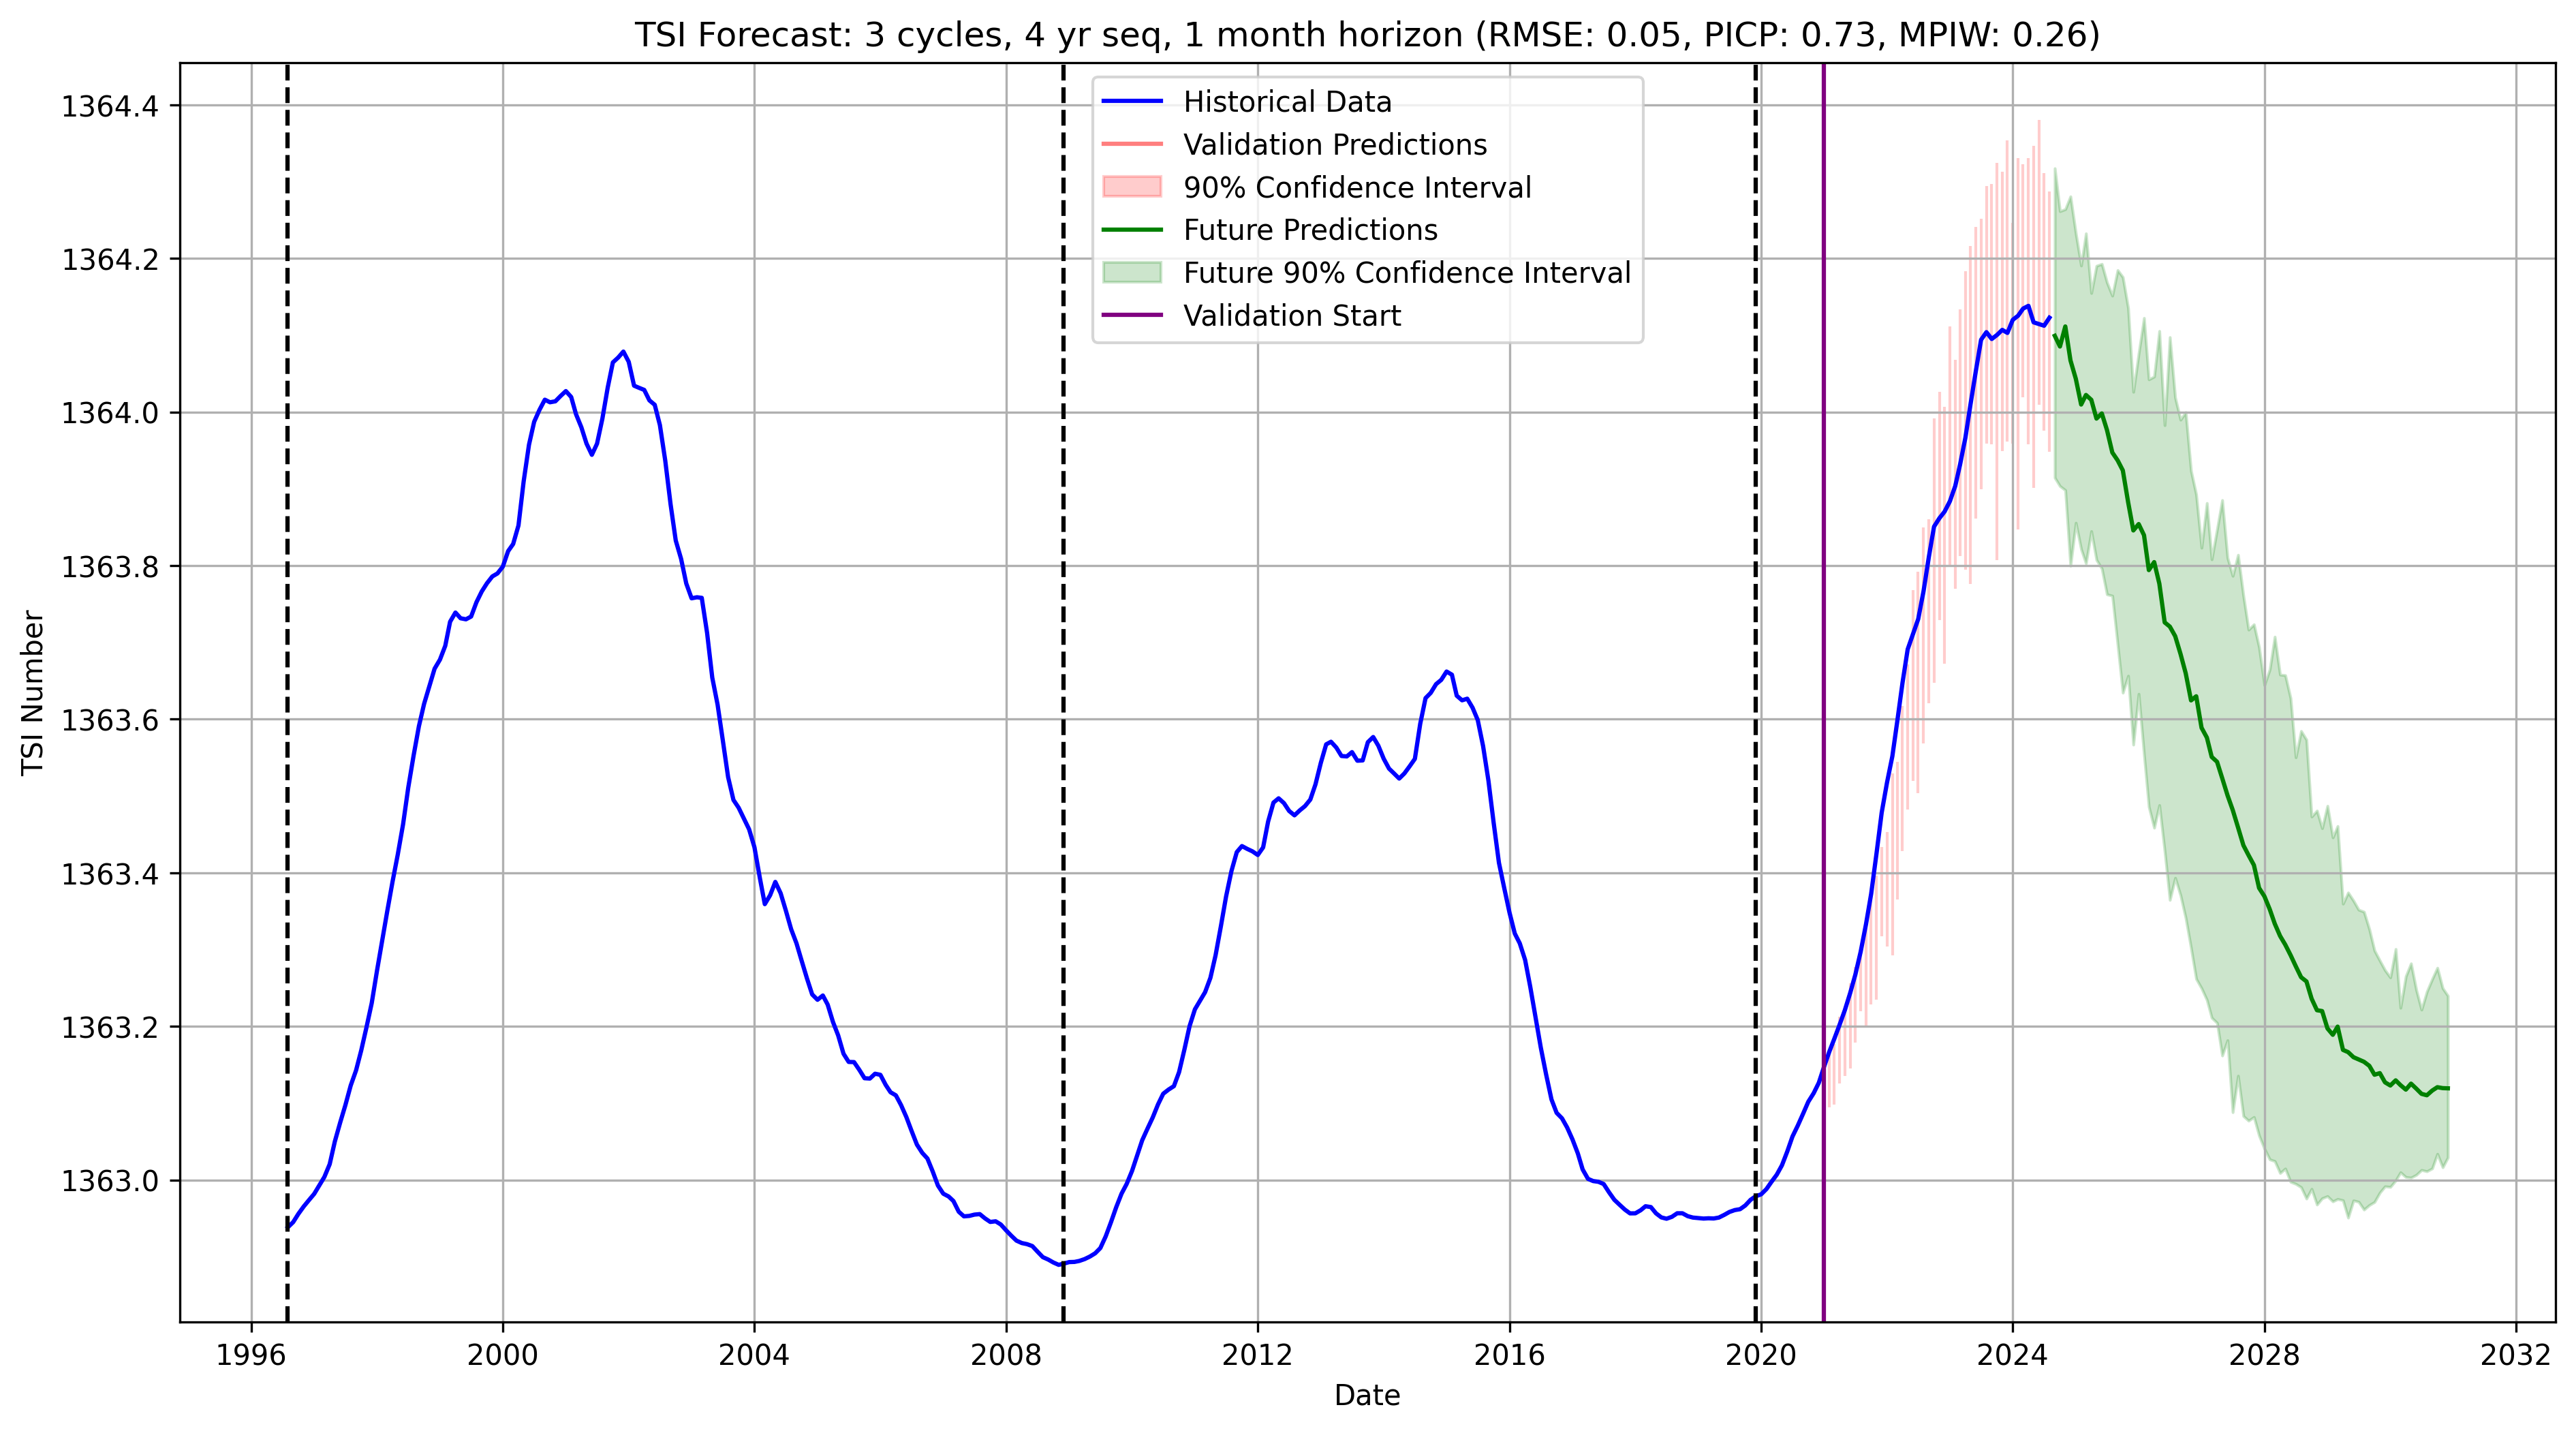 TSI Forecast: 3 cycles, 4 yr seq, 1 month horizon (RMSE: 0.05, PICP: 0.73, MPIW: 0.26)
Historical Data
Validation Predictions
90% Confidence Interval
Future Predictions
Future 90% Confidence Interval
Validation Start
TSI Number
1364.4
1364.2
1364.0
1363.8
1363.6
1363.4
1363.2
1363.0
1996 2000 2004 2008 2012 2016 2020 2024 2028 2032
Date